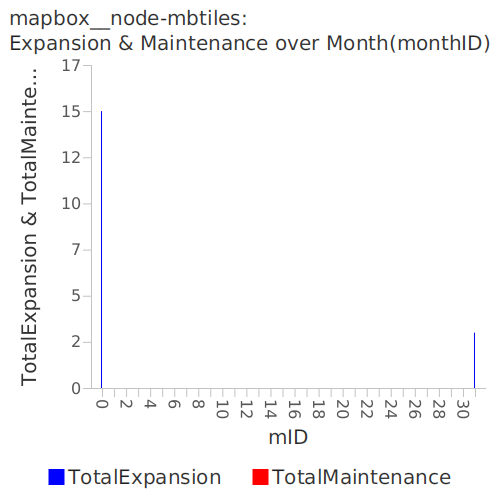 mapbox__node-mbtiles:
Expansion & Maintenance over Month(monthID)
TotalExpansion & TotalMainte...
17
15
12
10
7
5
2
0
0 2 4 6 8 10 12 14 16 18 20 22 24 26 28 30
mID
TotalExpansion TotalMaintenance